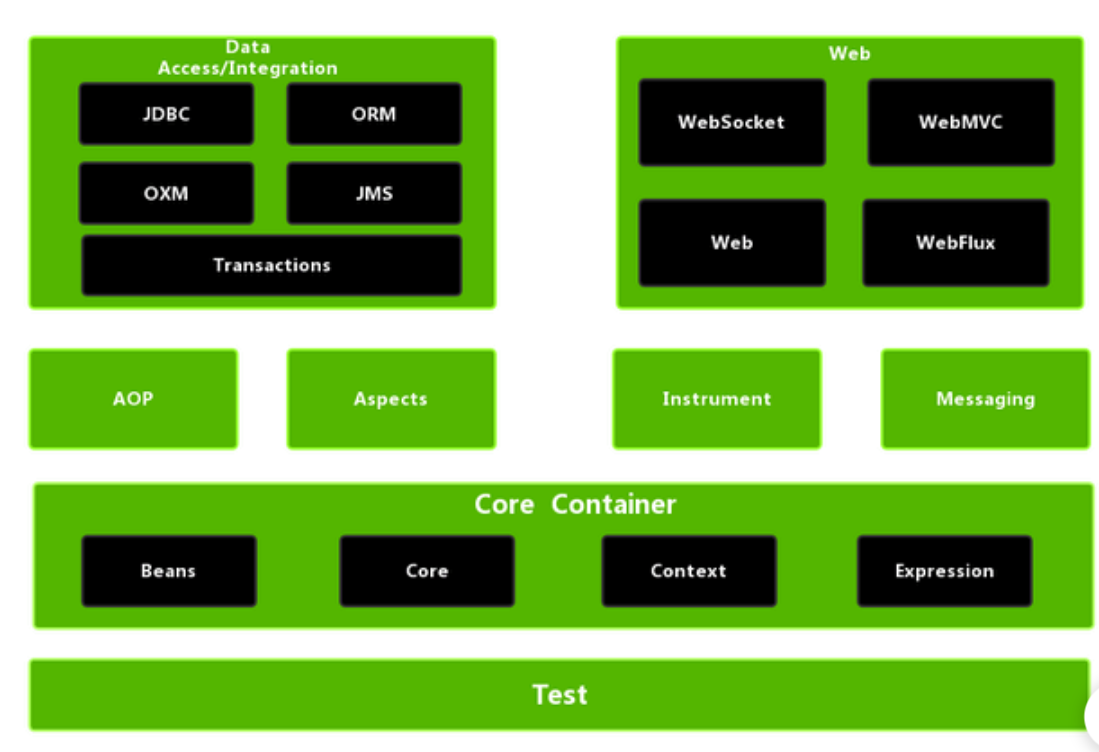 Data
Access/Integration
JDBC
ORM
OXM
JMS
Transactions
Web
WebSocket
WebMVC
Web
WebFlux
AOP
Aspects
Instrument
Messaging
Core Container
Beans
Core
Context
Expression
Test